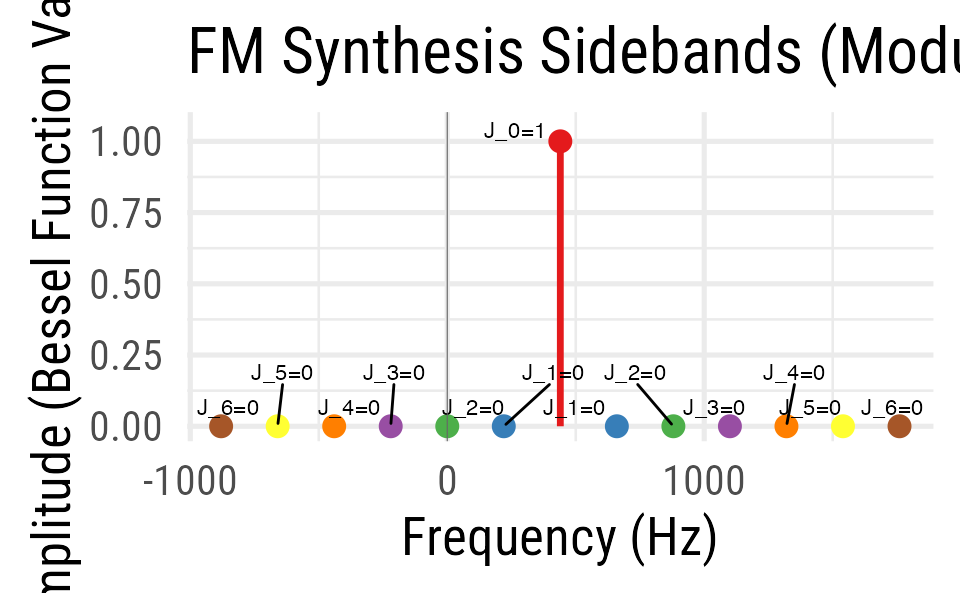 FM Synthesis Sidebands (Modu
mplitude (Bessel Function Va
1.00
0.75
0.50
0.25
0.00
J_0=1
J_5=0
J_3=0
J_1=0
J_2=0
J_4=0
J_6=0
J_4=0
J_2=0
J_1=0
J_3=0
J_5=0
J_6=0
-1000
0
1000
Frequency (Hz)